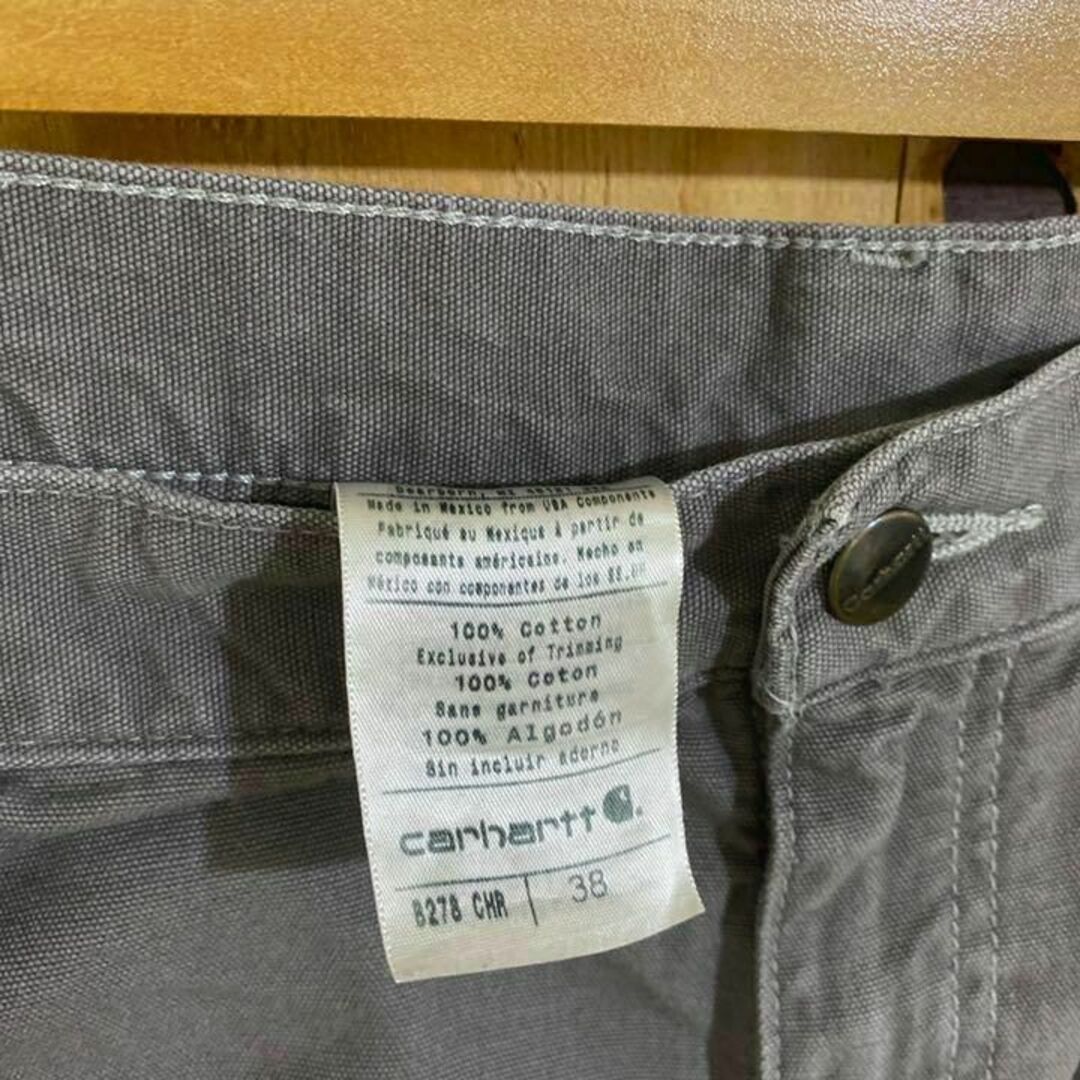 Made in Mexico from USA Components
Fabriqué au Mexique à partir de
composants américains. Hecho en
México con componentes de los
100% Cotton
Exclusive of Trimming
100% Coton
Sans garniture
100% Algodón
Sin incluir adorno
carhartt
B278 CHR | 38
Carhartt